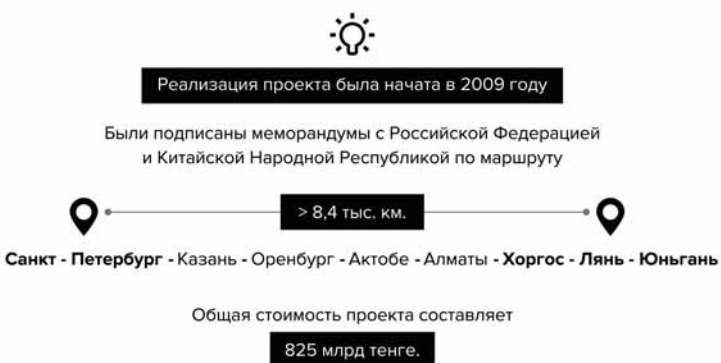 Реализация проекта была начата в 2009 году
Были подписаны меморандумы с Российской Федерацией
и Китайской Народной Республикой по маршруту
> 8,4 тыс. км.
Санкт - Петербург - Казань - Оренбург - Актобе - Алматы - Хоргос - Лянь - Юньгань
Общая стоимость проекта составляет
825 млрд тенге.